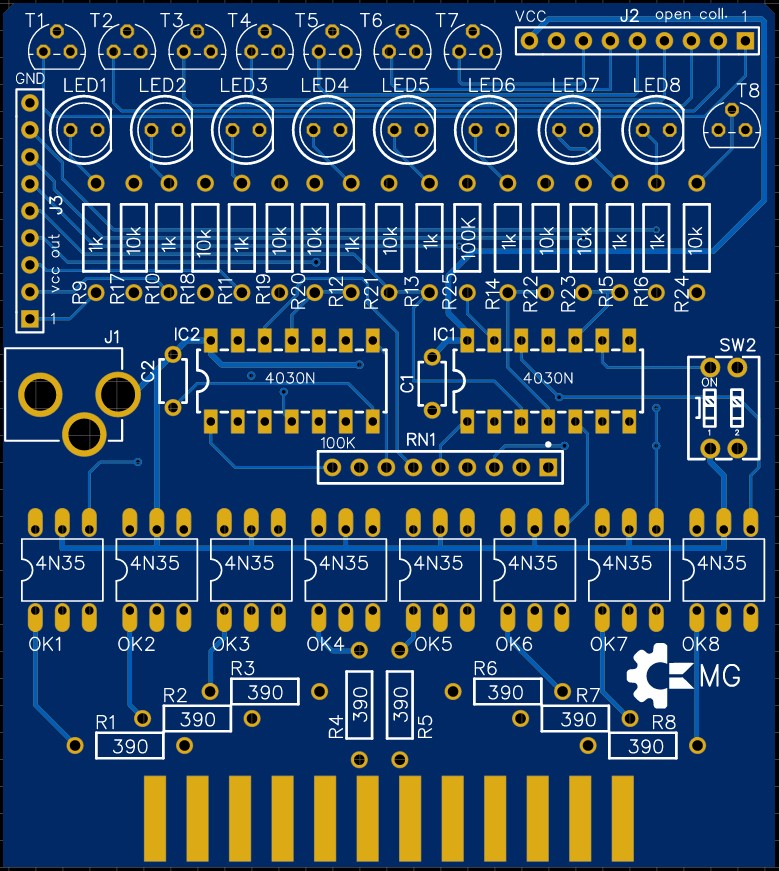 T1 T2 T3 T4 T5 T6 T7 VCC J2 open coll. 1
GND LED1 LED2 LED3 LED4 LED5 LED6 LED7 LED8 T8
J3
vcc out
1
1k 10k 1k 10k 1k 10k 1k 10k 1k 100K 1k 10k 10k 1k 1k 10k
R9 R17 R10 R18 R11 R19 R20 R12 R21 R13 R25 R14 R22 R23 R15 R16 R24
J1 IC2 IC1 SW2
C2 4030N C1 4030N ON
1 2
100K RN1
4N35 4N35 4N35 4N35 4N35 4N35 4N35 4N35
OK1 OK2 OK3 OK4 OK5 OK6 OK7 OK8
R3 R6 MG
390 390
R2 R7
390 R4 390 390 R5 390
R1 R8
390 390